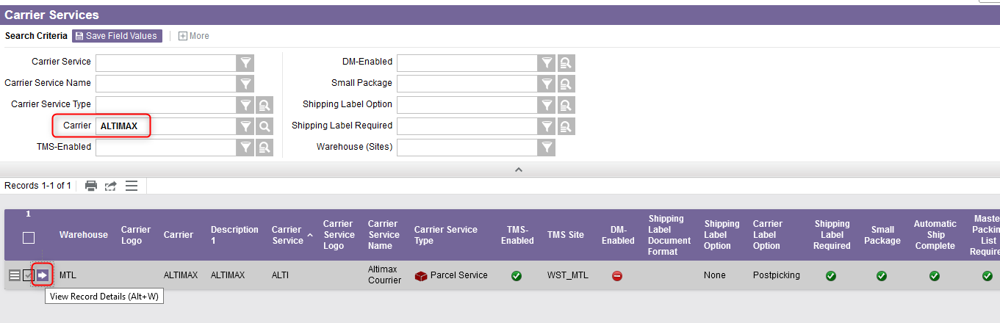 Carrier Services
Search Criteria Save Field Values More
Carrier Service
DM-Enabled
Carrier Service Name
Small Package
Carrier Service Type
Shipping Label Option
Carrier ALTIMAX
Shipping Label Required
TMS-Enabled
Warehouse (Sites)
Records 1-1 of 1
1
Warehouse
Carrier
Logo
Carrier
Description
1
Carrier
Service
Carrier
Service
Logo
Carrier
Service
Name
Carrier Service
Type
TMS-
Enabled
TMS Site
DM-
Enabled
Shipping
Label
Document
Format
Shipping
Label
Option
Carrier
Label
Option
Shipping
Label
Required
Small
Package
Automatic
Ship
Complete
Maste
Packin
List
Require
MTL
ALTIMAX
ALTIMAX
ALTI
Altimax
Courrier
Parcel Service
WST_MTL
None
Postpicking
View Record Details (Alt+W)